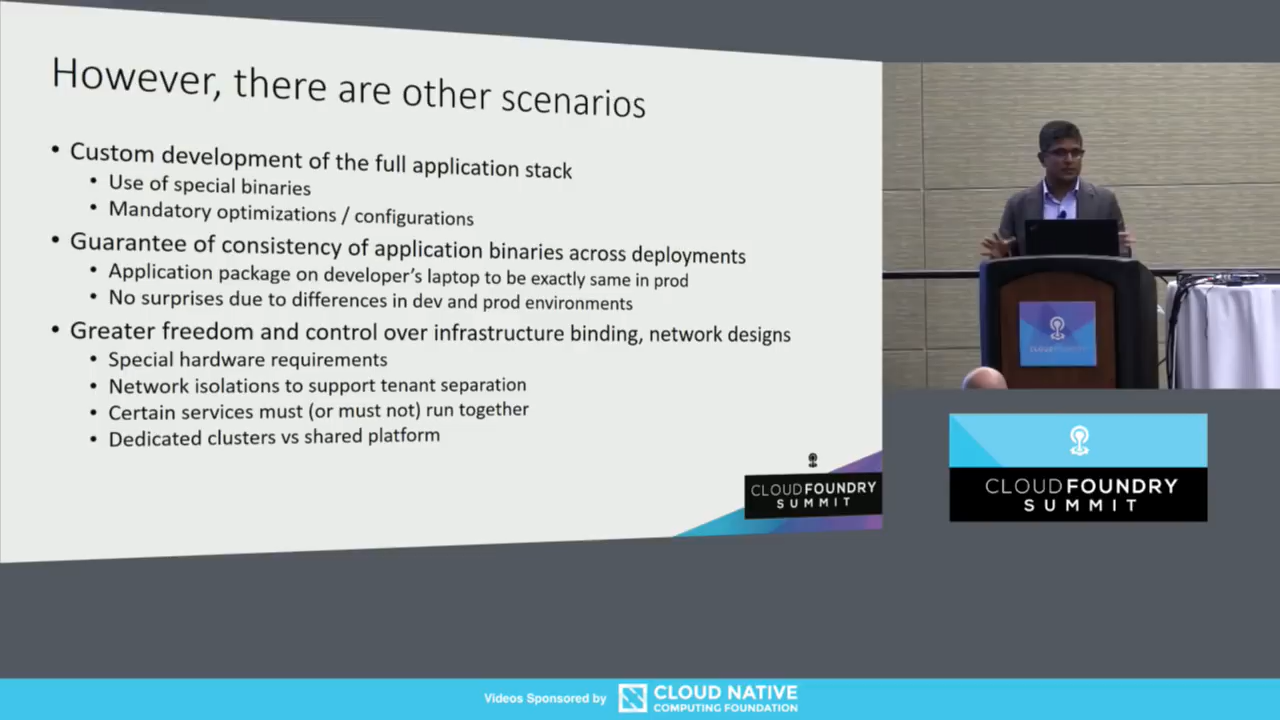 However, there are other scenarios
• Custom development of the full application stack
• Use of special binaries
• Mandatory optimizations / configurations
• Guarantee of consistency of application binaries across deployments
• Application package on developer's laptop to be exactly same in prod
• No surprises due to differences in dev and prod environments
• Greater freedom and control over infrastructure binding, network designs
• Special hardware requirements
• Network isolations to support tenant separation
• Certain services must (or must not) run together
• Dedicated clusters vs shared platform
CLOUD FOUNDRY
SUMMIT
CLOUD FOUNDRY
CLOUD FOUNDRY
SUMMIT
Videos Sponsored by
CLOUD NATIVE
COMPUTING FOUNDATION